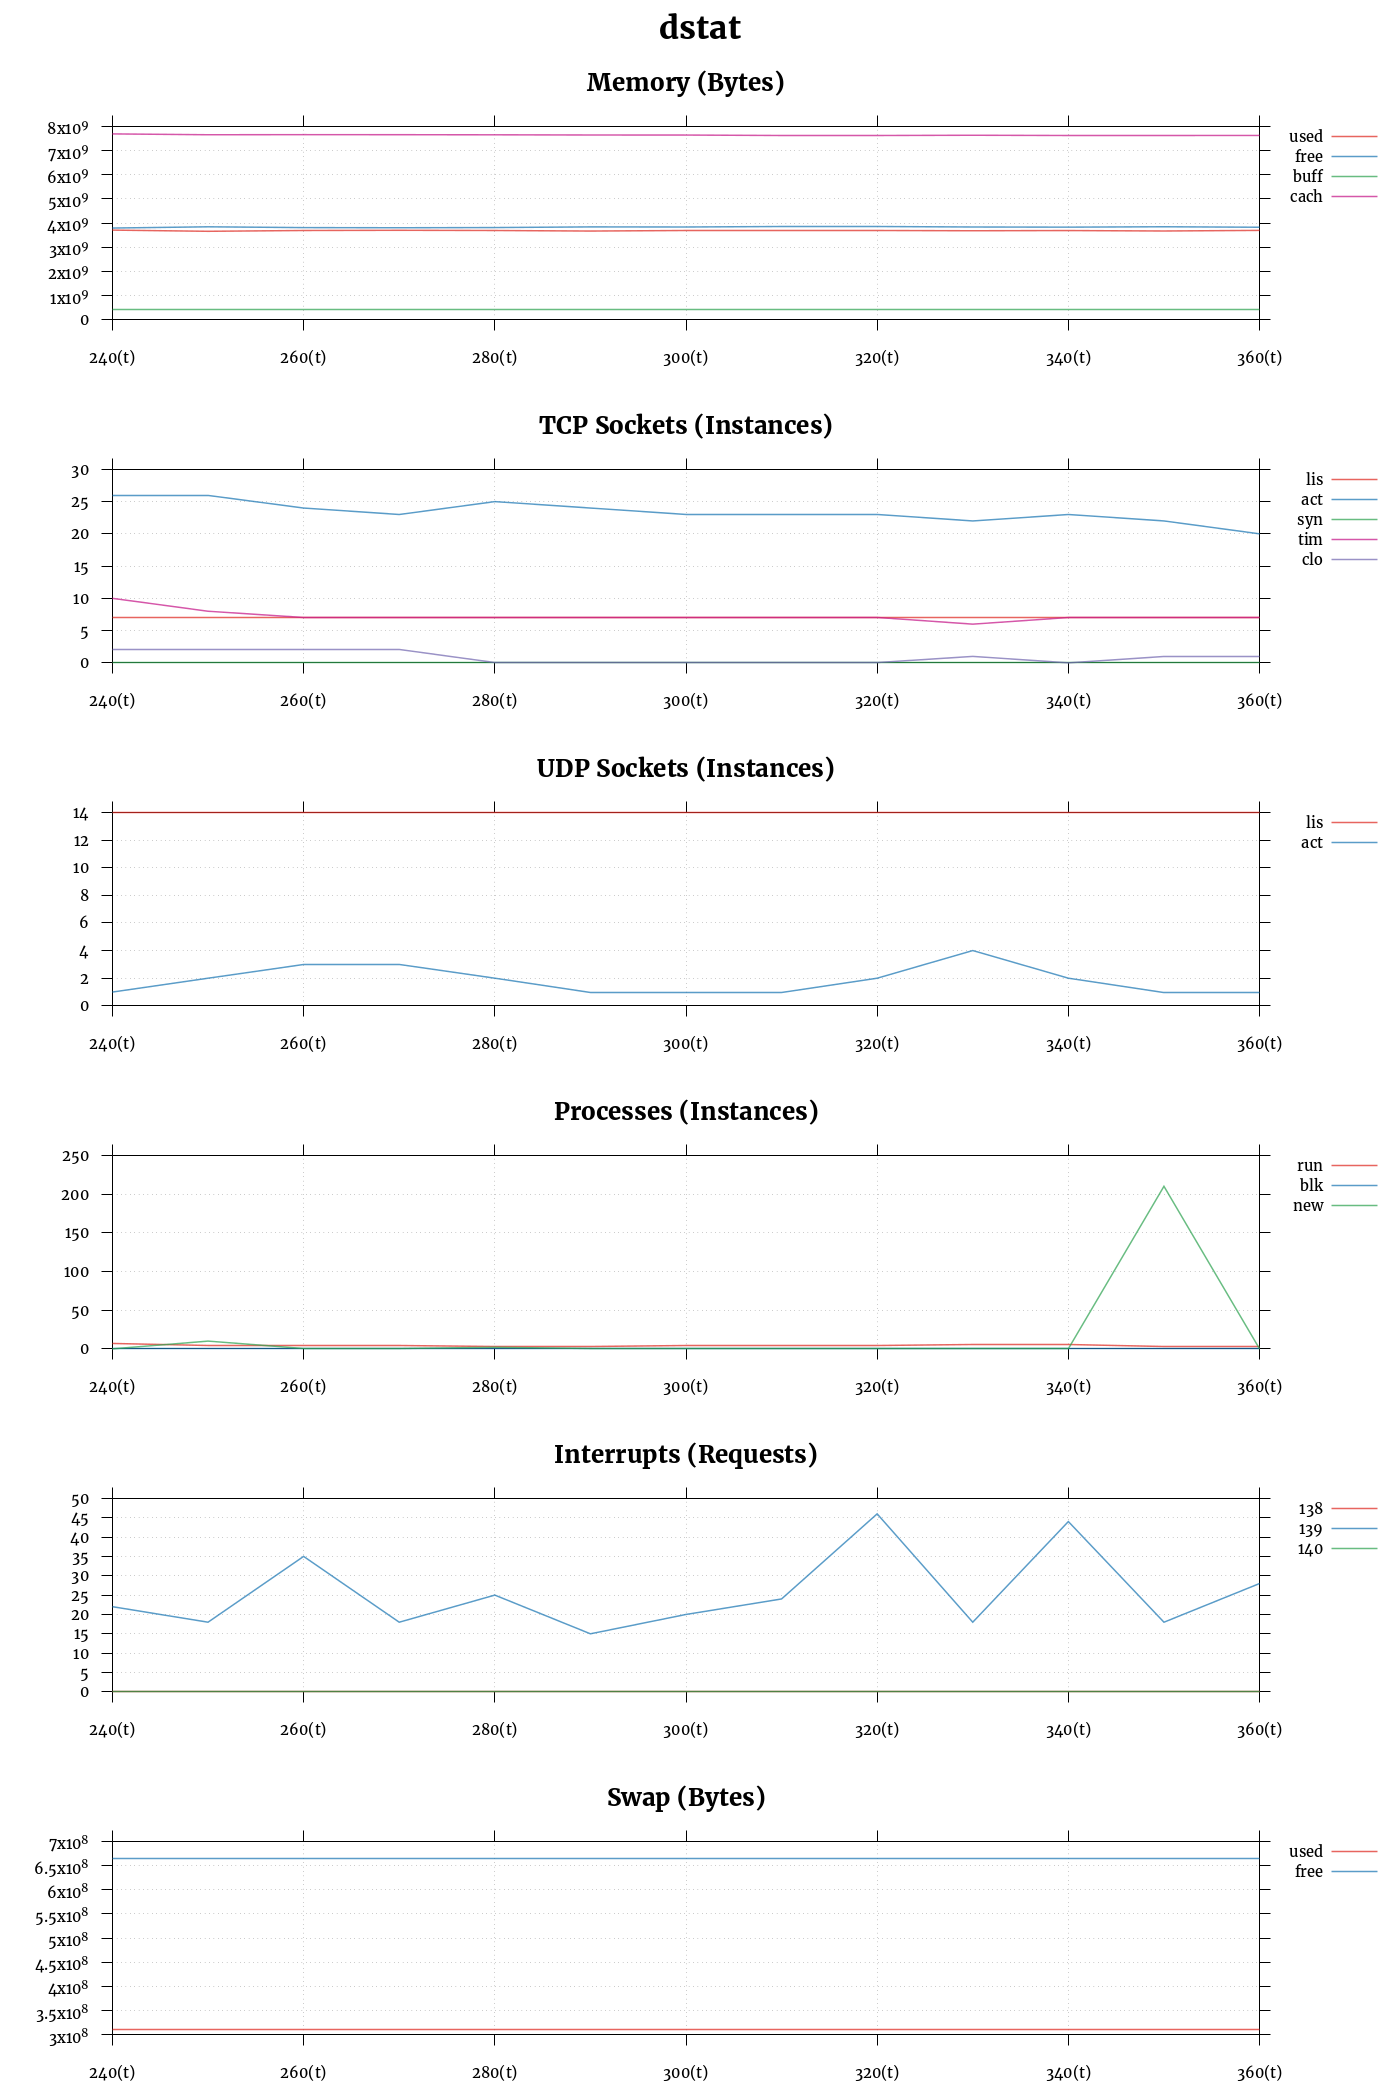 dstat
Memory (Bytes)
8x10⁹
7x10⁹
6x10⁹
5x10⁹
4x10⁹
3x10⁹
2x10⁹
1x10⁹
0
240(t) 260(t) 280(t) 300(t) 320(t) 340(t) 360(t)
used
free
buff
cach
TCP Sockets (Instances)
30
25
20
15
10
5
0
240(t) 260(t) 280(t) 300(t) 320(t) 340(t) 360(t)
lis
act
syn
tim
clo
UDP Sockets (Instances)
14
12
10
8
6
4
2
0
240(t) 260(t) 280(t) 300(t) 320(t) 340(t) 360(t)
lis
act
Processes (Instances)
250
200
150
100
50
0
240(t) 260(t) 280(t) 300(t) 320(t) 340(t) 360(t)
run
blk
new
Interrupts (Requests)
50
45
40
35
30
25
20
15
10
5
0
240(t) 260(t) 280(t) 300(t) 320(t) 340(t) 360(t)
138
139
140
Swap (Bytes)
7x10⁸
6.5x10⁸
6x10⁸
5.5x10⁸
5x10⁸
4.5x10⁸
4x10⁸
3.5x10⁸
3x10⁸
240(t) 260(t) 280(t) 300(t) 320(t) 340(t) 360(t)
used
free